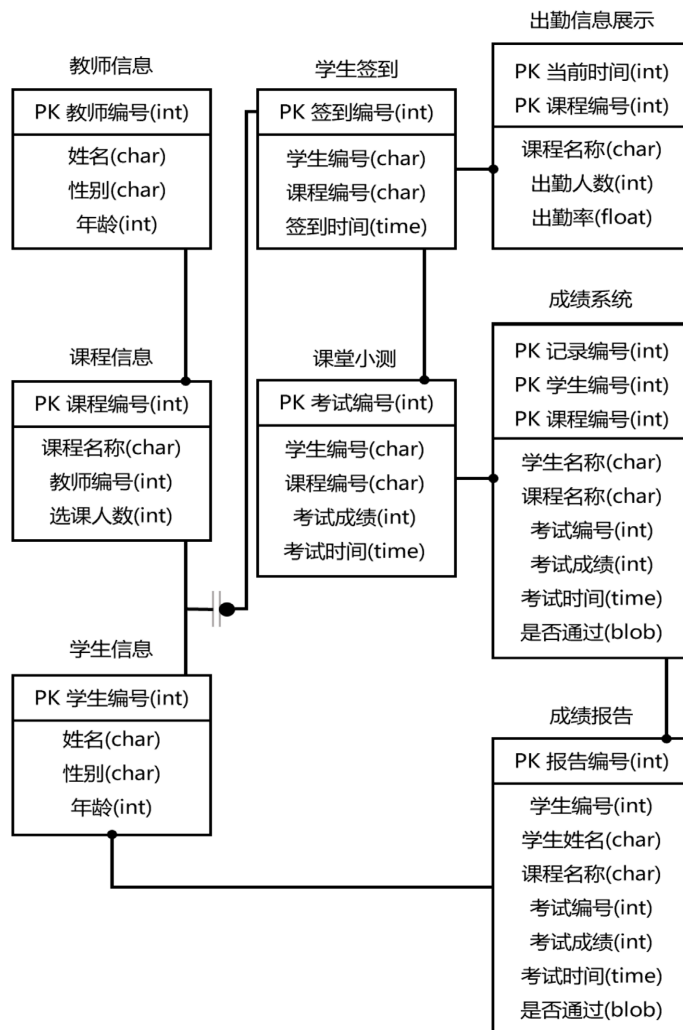 教师信息
PK 教师编号(int)
姓名(char)
性别(char)
年龄(int)
课程信息
PK 课程编号(int)
课程名称(char)
教师编号(int)
选课人数(int)
学生信息
PK 学生编号(int)
姓名(char)
性别(char)
年龄(int)
学生签到
PK 签到编号(int)
学生编号(char)
课程编号(char)
签到时间(time)
课堂小测
PK 考试编号(int)
学生编号(char)
课程编号(char)
考试成绩(int)
考试时间(time)
出勤信息展示
PK 当前时间(int)
PK 课程编号(int)
课程名称(char)
出勤人数(int)
出勤率(float)
成绩系统
PK 记录编号(int)
PK 学生编号(int)
PK 课程编号(int)
学生名称(char)
课程名称(char)
考试编号(int)
考试成绩(int)
考试时间(time)
是否通过(blob)
成绩报告
PK 报告编号(int)
学生编号(int)
学生姓名(char)
课程名称(char)
考试编号(int)
考试成绩(int)
考试时间(time)
是否通过(blob)